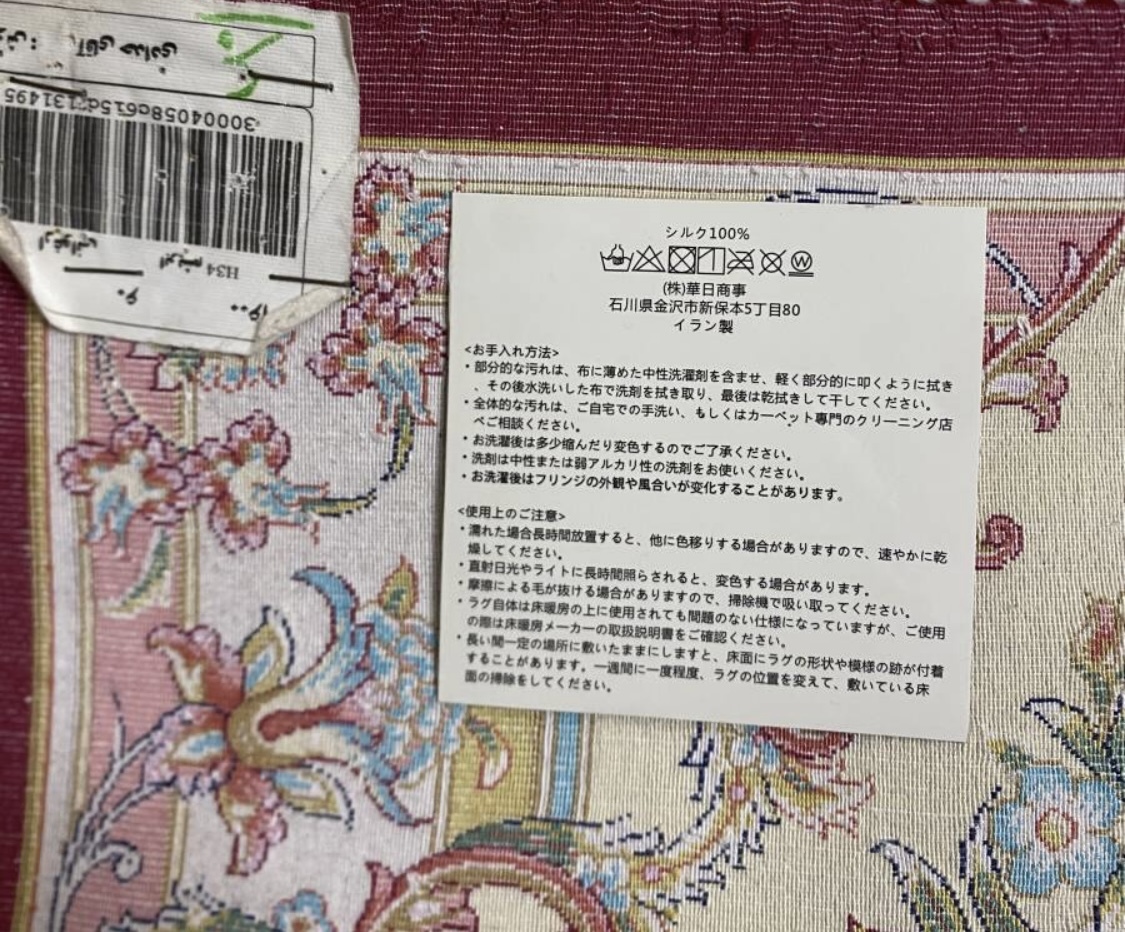 آقای حدادی
30004058c615d2131495
H34
ابریشم
۹۰
シルク100%
(株)華日商事
石川県金沢市新保本5丁目80
イラン製
<お手入れ方法>
・部分的な汚れは、布に薄めた中性洗濯剤を含ませ、軽く部分的に叩くように拭き
、その後水洗いした布で洗剤を拭き取り、最後は乾拭きして干してください。
・全体的な汚れは、ご自宅での手洗い、もしくはカーペット専門のクリーニング店
へご相談ください。
・お洗濯後は多少縮んだり変色するのでご了承ください。
・洗剤は中性または弱アルカリ性の洗剤をお使いください。
・お洗濯後はフリンジの外観や風合いが変化することがあります。
<使用上のご注意>
・濡れた場合長時間放置すると、他に色移りする場合がありますので、速やかに乾
燥してください。
・直射日光やライトに長時間照らされると、変色する場合があります。
・摩擦による毛が抜ける場合がありますので、掃除機で吸い取ってください。
・ラグ自体は床暖房の上に使用されても問題のない仕様になっていますが、ご使用
の際は床暖房メーカーの取扱説明書をご確認ください。
・長い間一定の場所に敷いたままにしますと、床面にラグの形状や模様の跡が付着
することがあります。一週間に一度程度、ラグの位置を変えて、敷いている床
面の掃除をしてください。